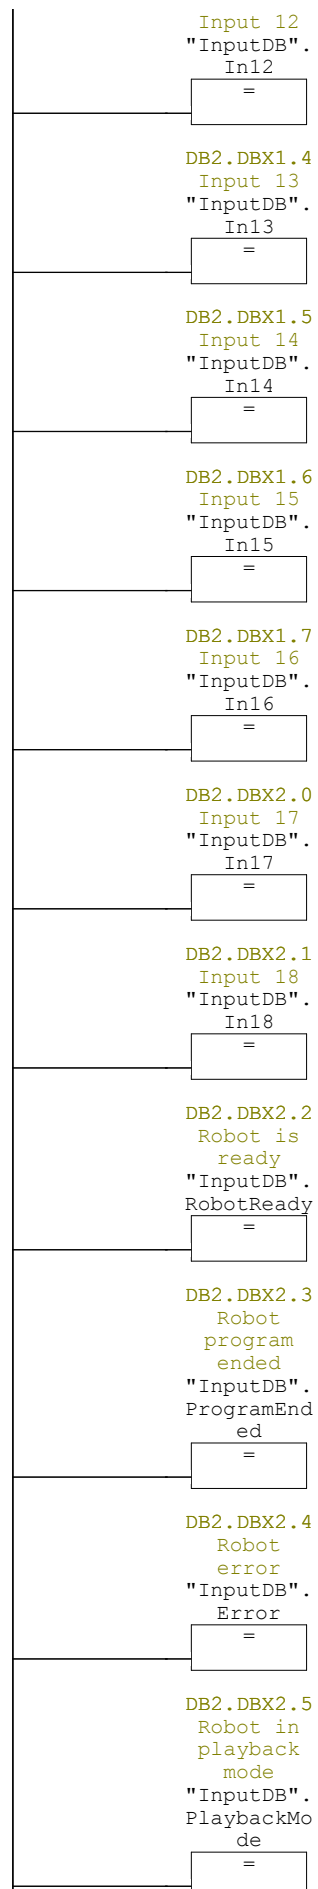 Input 12
"InputDB".
In12
=
DB2.DBX1.4
Input 13
"InputDB".
In13
=
DB2.DBX1.5
Input 14
"InputDB".
In14
=
DB2.DBX1.6
Input 15
"InputDB".
In15
=
DB2.DBX1.7
Input 16
"InputDB".
In16
=
DB2.DBX2.0
Input 17
"InputDB".
In17
=
DB2.DBX2.1
Input 18
"InputDB".
In18
=
DB2.DBX2.2
Robot is
ready
"InputDB".
RobotReady
=
DB2.DBX2.3
Robot
program
ended
"InputDB".
ProgramEnd
ed
=
DB2.DBX2.4
Robot
error
"InputDB".
Error
=
DB2.DBX2.5
Robot in
playback
mode
"InputDB".
PlaybackMo
de
=